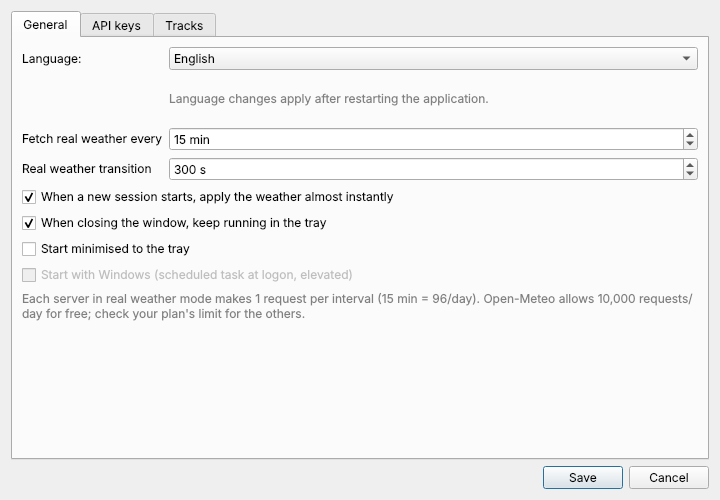 General
API keys
Tracks
Language:
English
Language changes apply after restarting the application.
Fetch real weather every
15 min
Real weather transition
300 s
When a new session starts, apply the weather almost instantly
When closing the window, keep running in the tray
Start minimised to the tray
Start with Windows (scheduled task at logon, elevated)
Each server in real weather mode makes 1 request per interval (15 min = 96/day). Open-Meteo allows 10,000 requests/
day for free; check your plan's limit for the others.
Save
Cancel